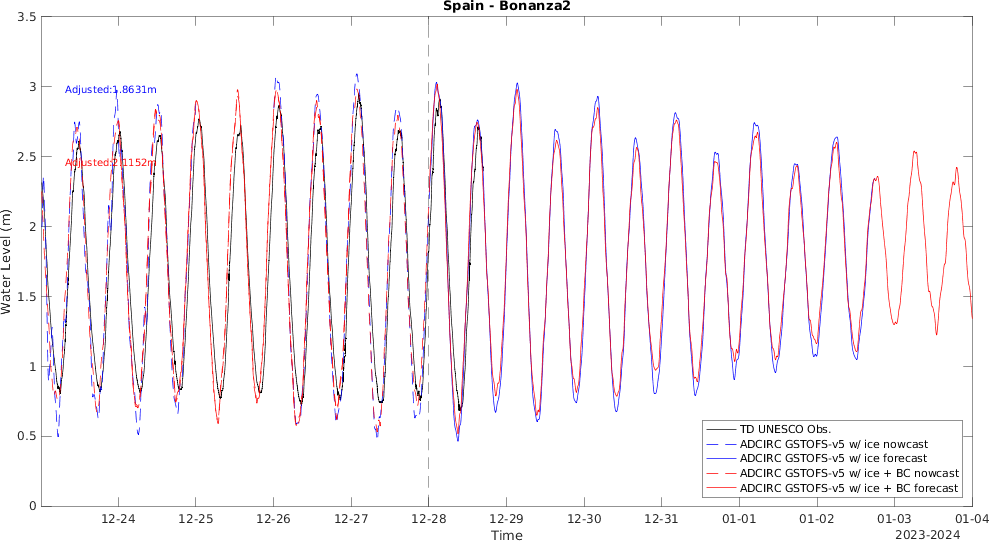 Spain - Bonanza2
3.5
3
2.5
2
1.5
1
0.5
0
Water Level (m)
Adjusted:1.8631m
Adjusted:2.1152m
TD UNESCO Obs.
ADCIRC GSTOFS-v5 w/ ice nowcast
ADCIRC GSTOFS-v5 w/ ice forecast
ADCIRC GSTOFS-v5 w/ ice + BC nowcast
ADCIRC GSTOFS-v5 w/ ice + BC forecast
12-24 12-25 12-26 12-27 12-28 12-29 12-30 12-31 01-01 01-02 01-03 01-04
Time
2023-2024